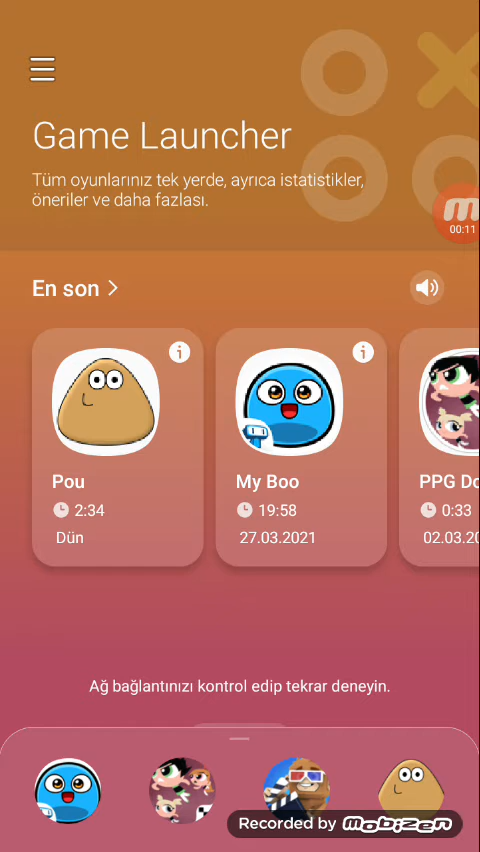 Game Launcher
Tüm oyunlarınız tek yerde, ayrıca istatistikler,
öneriler ve daha fazlası.
00:11
En son
Pou
2:34
Dün
My Boo
19:58
27.03.2021
PPG
0:33
Ağ bağlantınızı kontrol edip tekrar deneyin.
Recorded by mobizen